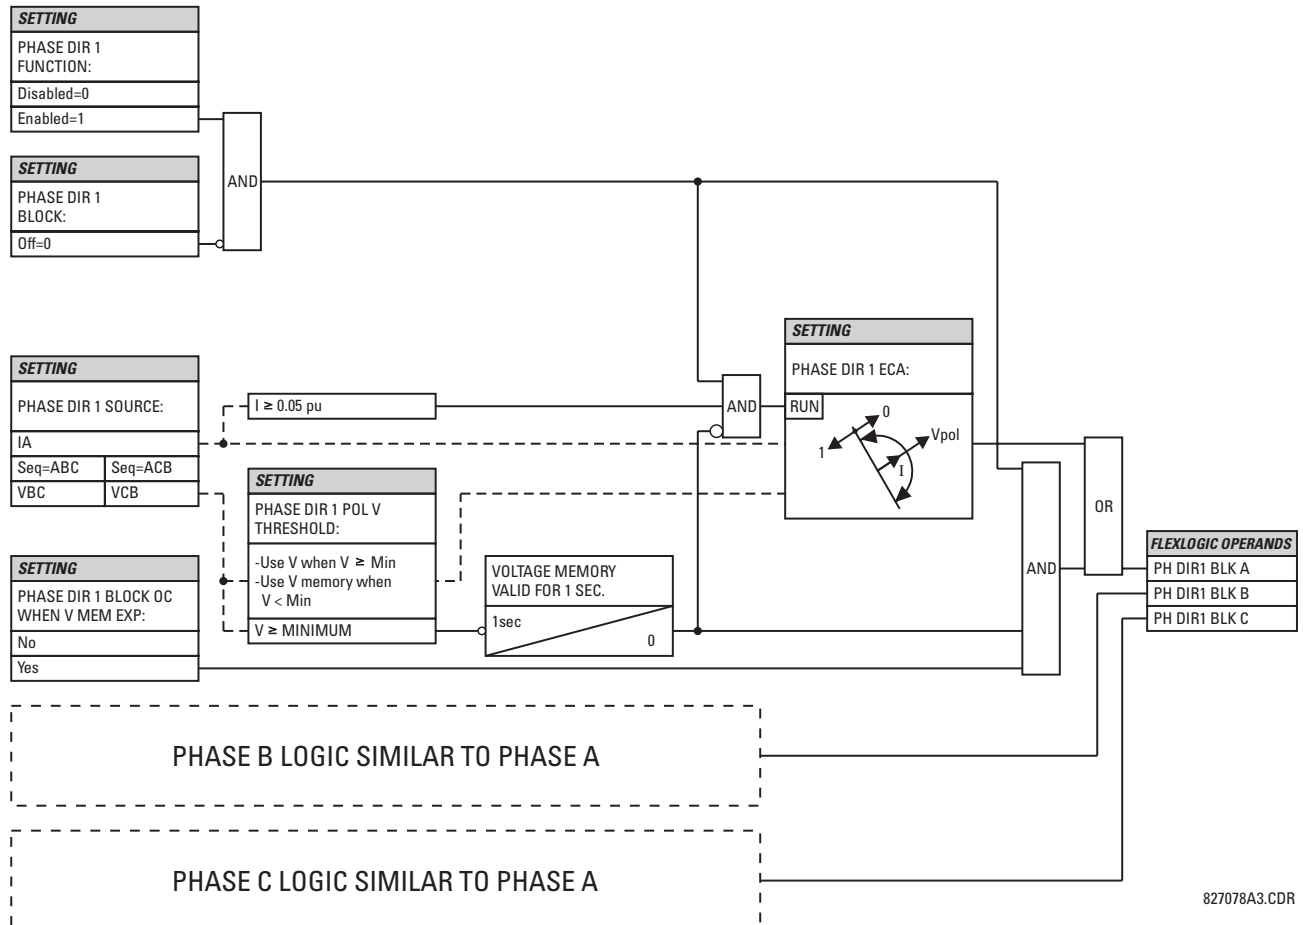 SETTING
PHASE DIR 1
FUNCTION:
Disabled=0
Enabled=1
SETTING
PHASE DIR 1
BLOCK:
Off=0
AND
SETTING
PHASE DIR 1 SOURCE:
IA
Seq=ABC Seq=ACB
VBC VCB
I ≥ 0.05 pu
SETTING
PHASE DIR 1 POL V
THRESHOLD:
-Use V when V ≥ Min
-Use V memory when
V < Min
V ≥ MINIMUM
SETTING
PHASE DIR 1 BLOCK OC
WHEN V MEM EXP:
No
Yes
VOLTAGE MEMORY
VALID FOR 1 SEC.
1sec
0
AND
SETTING
PHASE DIR 1 ECA:
RUN
0
1
Vpol
I
AND
OR
FLEXLOGIC OPERANDS
PH DIR1 BLK A
PH DIR1 BLK B
PH DIR1 BLK C
PHASE B LOGIC SIMILAR TO PHASE A
PHASE C LOGIC SIMILAR TO PHASE A
827078A3.CDR